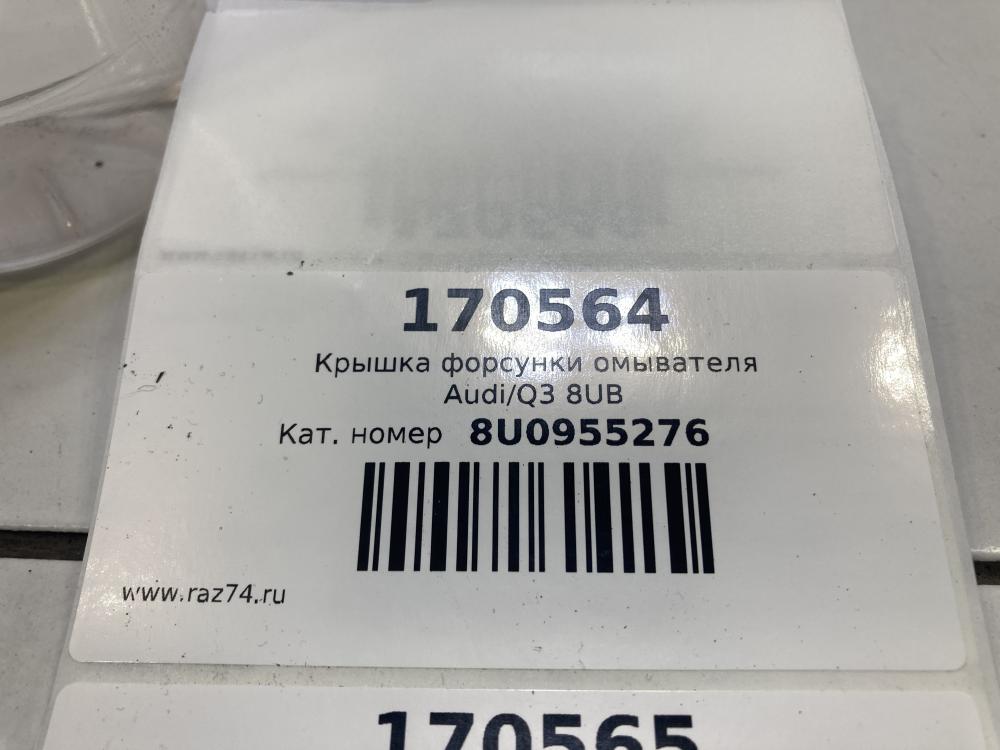 170564
Крышка форсунки омывателя
Audi/Q3 8UB
Кат. номер 8U0955276
www.raz74.ru
170565